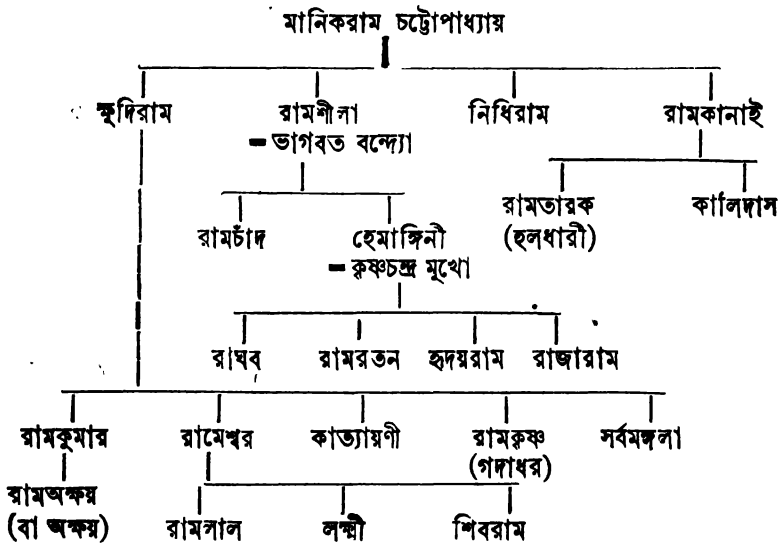 মানিকরাম চট্টোপাধ্যায়
ক্ষুদিরাম রামশীলা নিধিরাম রামকানাই
= ভাগবত বন্দ্যো
রামতারক কালিদাস
(হলধারী)
রামচাঁদ হেমাঙ্গিনী
= কৃষ্ণচন্দ্র মুখো
রাঘব রামরতন হৃদয়রাম রাজারাম
রামকুমার রামেশ্বর কাত্যায়ণী রামকৃষ্ণ সর্বমঙ্গলা
(গদাধর)
রামঅক্ষয়
(বা অক্ষয়)
রামলাল লক্ষ্মী শিবরাম